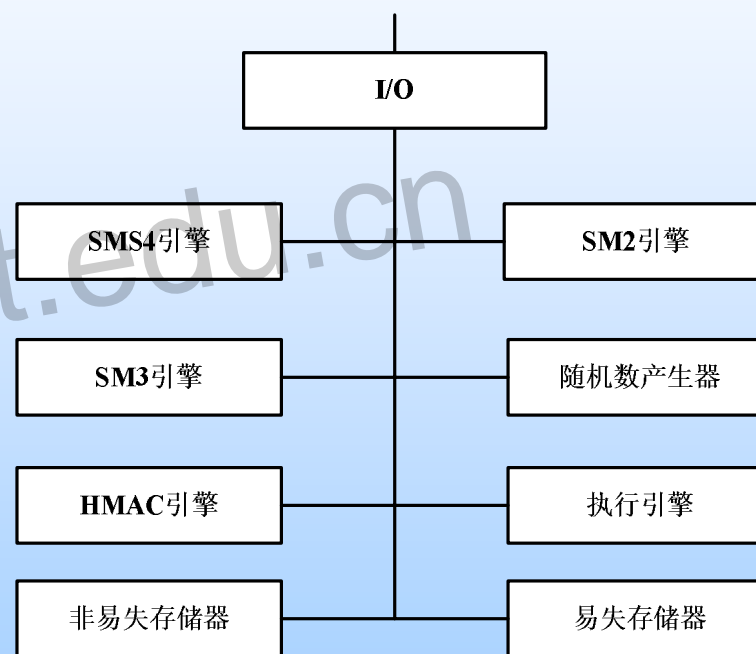 I/O
SMS4引擎
SM2引擎
SM3引擎
随机数产生器
HMAC引擎
执行引擎
非易失存储器
易失存储器
t.edu.cn